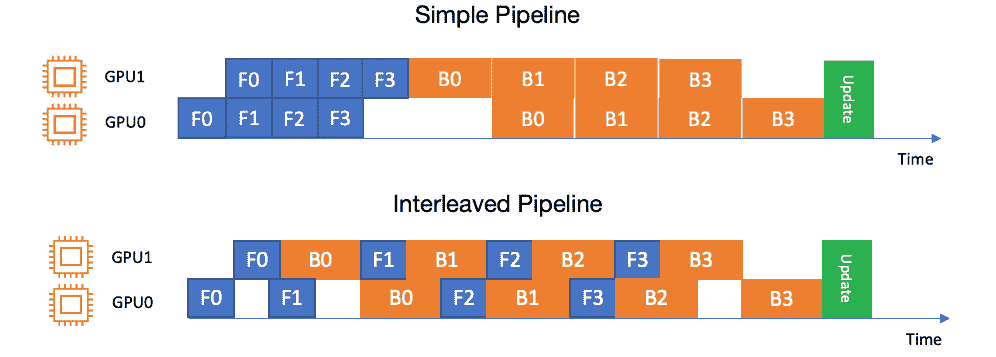 Simple Pipeline
GPU1 F0 F1 F2 F3 B0 B1 B2 B3 Update
GPU0 F0 F1 F2 F3 B0 B1 B2 B3
Time
Interleaved Pipeline
GPU1 F0 B0 F1 B1 F2 B2 F3 B3 Update
GPU0 F0 F1 B0 F2 B1 F3 B2 B3
Time